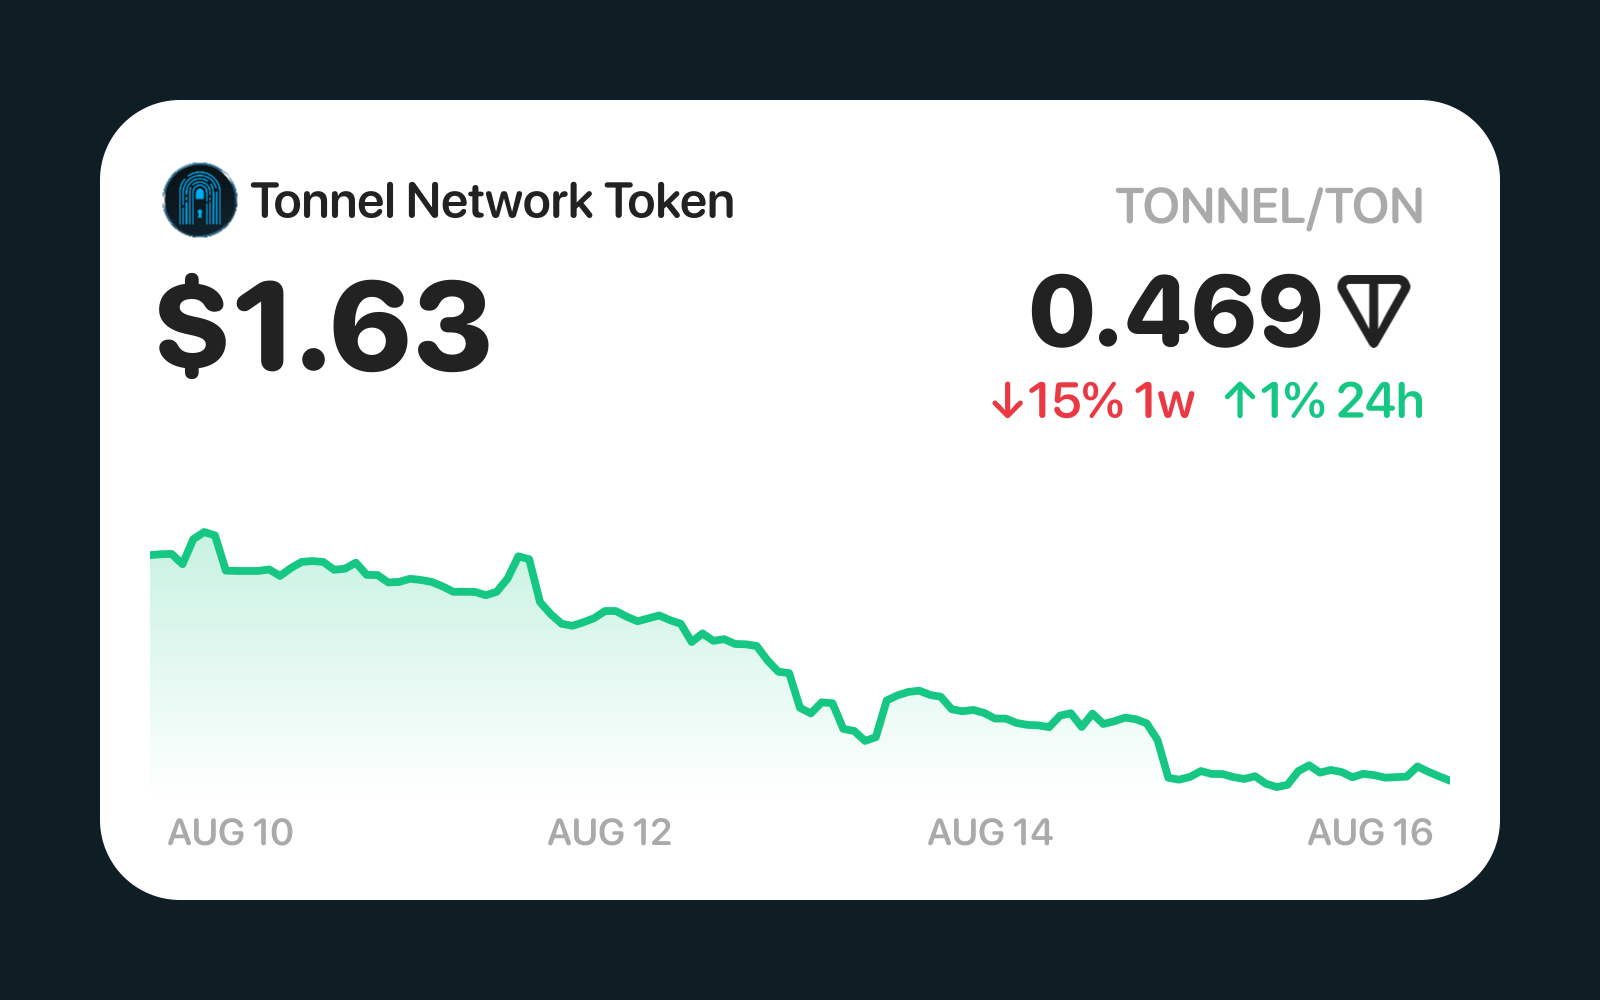 Tonnel Network Token
TONNEL/TON
$1.63
0.469
↓15% 1w ↑1% 24h
AUG 10
AUG 12
AUG 14
AUG 16